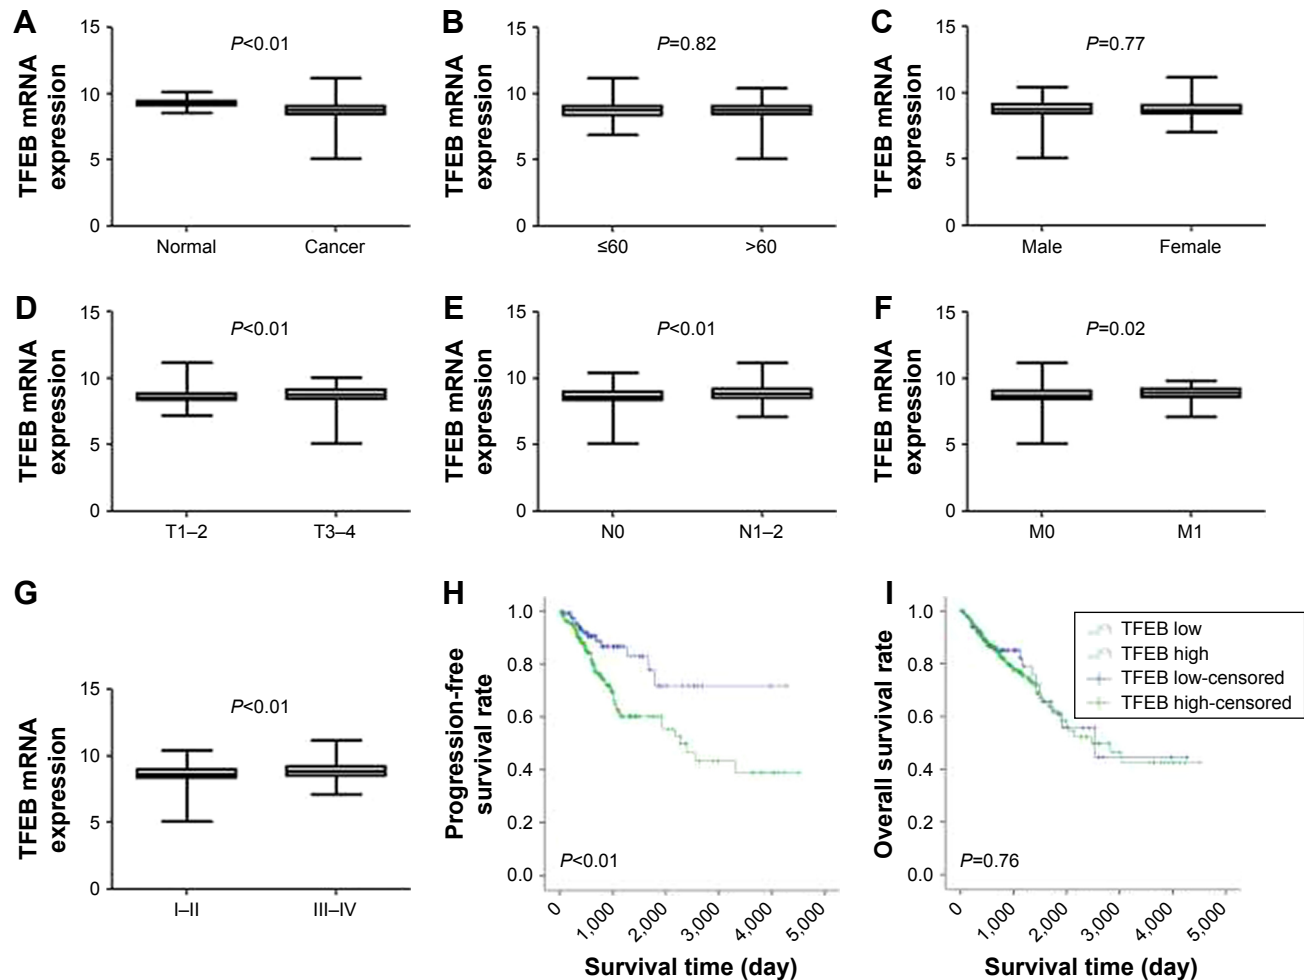 A
TFEB mRNA
expression
15
10
5
0
P<0.01
Normal
Cancer
B
TFEB mRNA
expression
15
10
5
0
P=0.82
≤60
>60
C
TFEB mRNA
expression
15
10
5
0
P=0.77
Male
Female
D
TFEB mRNA
expression
15
10
5
0
P<0.01
T1–2
T3–4
E
TFEB mRNA
expression
15
10
5
0
P<0.01
N0
N1–2
F
TFEB mRNA
expression
15
10
5
0
P=0.02
M0
M1
G
TFEB mRNA
expression
15
10
5
0
P<0.01
I–II
III–IV
H
Progression-free
survival rate
1.0
0.8
0.6
0.4
0.2
0.0
P<0.01
0
1,000
2,000
3,000
4,000
5,000
Survival time (day)
I
Overall survival rate
1.0
0.8
0.6
0.4
0.2
0.0
TFEB low
TFEB high
TFEB low-censored
TFEB high-censored
P=0.76
0
1,000
2,000
3,000
4,000
5,000
Survival time (day)